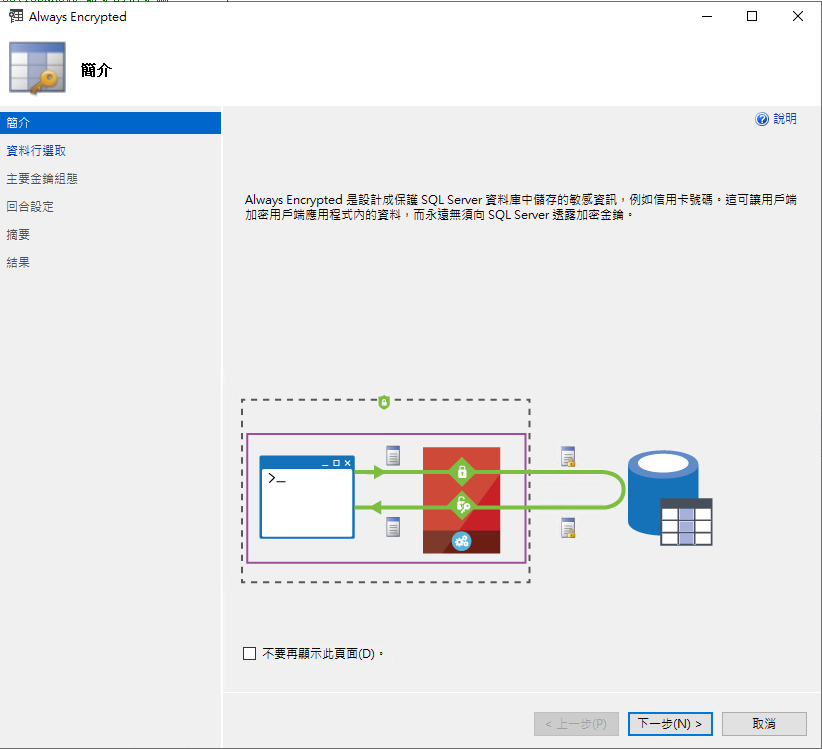 Always Encrypted
簡介
說明
簡介
資料行選取
主要金鑰組態
回合設定
摘要
結果
Always Encrypted 是設計成保護 SQL Server 資料庫中儲存的敏感資訊，例如信用卡號碼。這可讓用戶端
加密用戶端應用程式內的資料，而永遠無須向 SQL Server 透露加密金鑰。
>_
不要再顯示此頁面(D)。
< 上一步(P)
下一步(N) >
取消